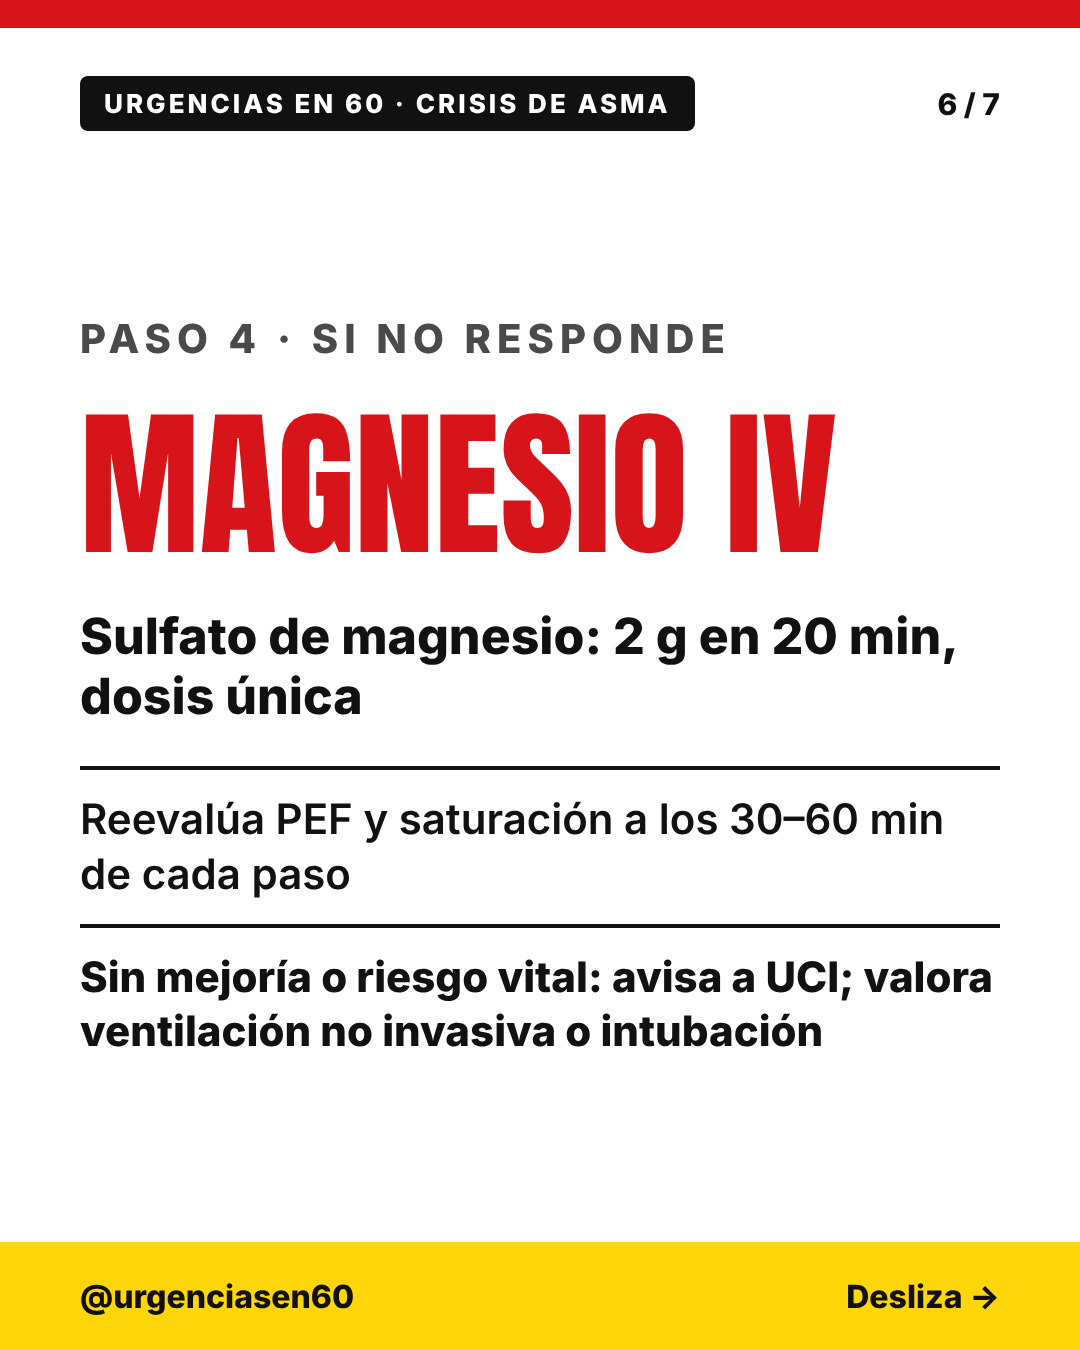 URGENCIAS EN 60 · CRISIS DE ASMA
6 / 7
PASO 4 · SI NO RESPONDE
MAGNESIO IV
Sulfato de magnesio: 2 g en 20 min,
dosis única
Reevalúa PEF y saturación a los 30–60 min
de cada paso
Sin mejoría o riesgo vital: avisa a UCI; valora
ventilación no invasiva o intubación
@urgenciasen60
Desliza →